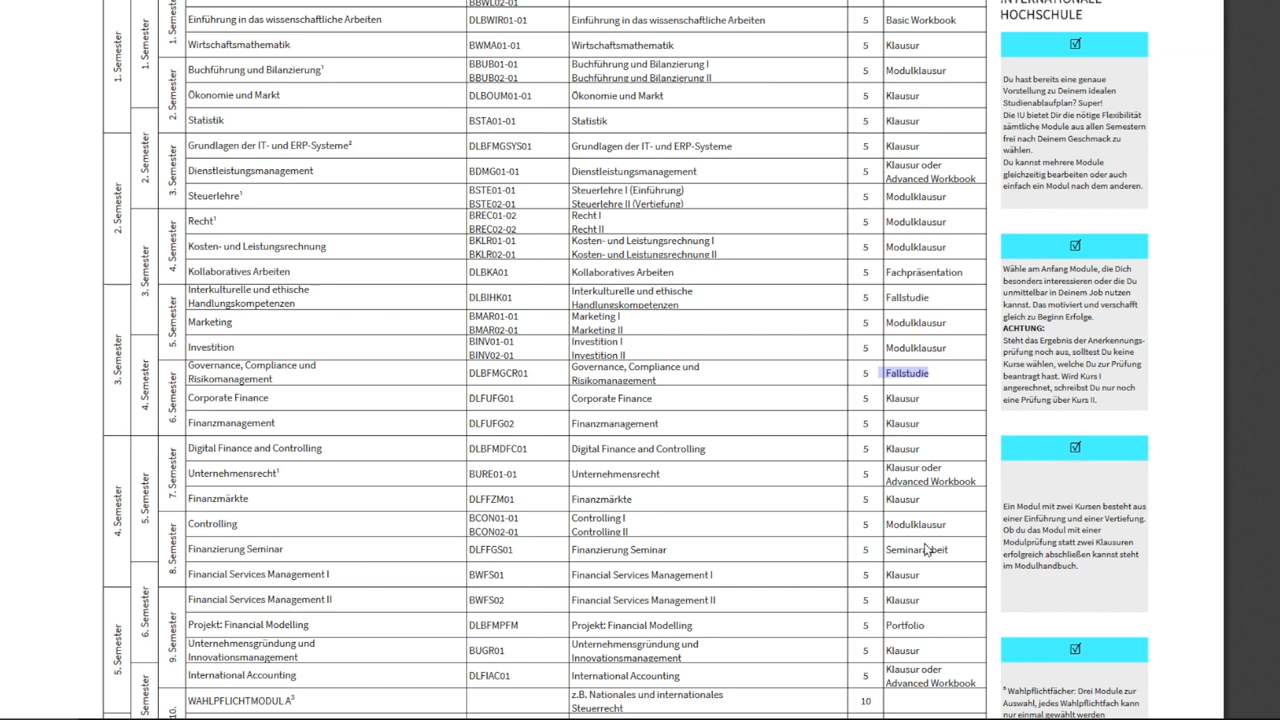 BBWL02-01
INTERNATIONALE
HOCHSCHULE
1. Semester
1. Semester
1. Semester
Einführung in das wissenschaftliche Arbeiten DLBWIR01-01 Einführung in das wissenschaftliche Arbeiten 5 Basic Workbook
Wirtschaftsmathematik BWMA01-01 Wirtschaftsmathematik 5 Klausur
2. Semester
Buchführung und Bilanzierung¹ BBUB01-01 Buchführung und Bilanzierung I 5 Modulklausur
BBUB02-01 Buchführung und Bilanzierung II
Ökonomie und Markt DLBOUM01-01 Ökonomie und Markt 5 Klausur
2. Semester
Statistik BSTA01-01 Statistik 5 Klausur
2. Semester
Grundlagen der IT- und ERP-Systeme² DLBFMGSYS01 Grundlagen der IT- und ERP-Systeme 5 Klausur
3. Semester
Dienstleistungsmanagement BDMG01-01 Dienstleistungsmanagement 5 Klausur oder
Advanced Workbook
Steuerlehre¹ BSTE01-01 Steuerlehre I (Einführung) 5 Modulklausur
BSTE02-01 Steuerlehre II (Vertiefung)
3. Semester
4. Semester
Recht¹ BREC01-02 Recht I 5 Modulklausur
BREC02-02 Recht II
Kosten- und Leistungsrechnung BKLR01-01 Kosten- und Leistungsrechnung I 5 Modulklausur
BKLR02-01 Kosten- und Leistungsrechnung II
Kollaboratives Arbeiten DLBKA01 Kollaboratives Arbeiten 5 Fachpräsentation
3. Semester
5. Semester
Interkulturelle und ethische DLBIHK01 Interkulturelle und ethische 5 Fallstudie
Handlungskompetenzen Handlungskompetenzen
Marketing BMAR01-01 Marketing I 5 Modulklausur
BMAR02-01 Marketing II
4. Semester
Investition BINV01-01 Investition I 5 Modulklausur
BINV02-01 Investition II
6. Semester
Governance, Compliance und DLBFMGCR01 Governance, Compliance und 5 Fallstudie
Risikomanagement Risikomanagement
Corporate Finance DLFUFG01 Corporate Finance 5 Klausur
Finanzmanagement DLFUFG02 Finanzmanagement 5 Klausur
4. Semester
5. Semester
7. Semester
Digital Finance and Controlling DLBFMDFC01 Digital Finance and Controlling 5 Klausur
Unternehmensrecht¹ BURE01-01 Unternehmensrecht 5 Klausur oder
Advanced Workbook
Finanzmärkte DLFFZM01 Finanzmärkte 5 Klausur
8. Semester
Controlling BCON01-01 Controlling I 5 Modulklausur
BCON02-01 Controlling II
Finanzierung Seminar DLFFGS01 Finanzierung Seminar 5 Seminararbeit
6. Semester
Financial Services Management I BWFS01 Financial Services Management I 5 Klausur
5. Semester
9. Semester
Financial Services Management II BWFS02 Financial Services Management II 5 Klausur
Projekt: Financial Modelling DLBFMPFM Projekt: Financial Modelling 5 Portfolio
Unternehmensgründung und BUGR01 Unternehmensgründung und 5 Klausur
Innovationsmanagement Innovationsmanagement
Semester
International Accounting DLFIAC01 International Accounting 5 Klausur oder
Advanced Workbook
10.
WAHLPFLICHTMODUL A³ z.B. Nationales und internationales 10
Steuerrecht
Du hast bereits eine genaue
Vorstellung zu Deinem idealen
Studienablaufplan? Super!
Die IU bietet Dir die nötige Flexibilität
sämtliche Module aus allen Semestern
frei nach Deinem Geschmack zu
wählen.
Du kannst mehrere Module
gleichzeitig bearbeiten oder auch
einfach ein Modul nach dem anderen.
Wähle am Anfang Module, die Dich
besonders interessieren oder die Du
unmittelbar in Deinem Job nutzen
kannst. Das motiviert und verschafft
gleich zu Beginn Erfolge.
ACHTUNG:
Steht das Ergebnis der Anerkennungs-
prüfung noch aus, solltest Du keine
Kurse wählen, welche Du zur Prüfung
beantragt hast. Wird Kurs I
angerechnet, schreibst Du nur noch
eine Prüfung über Kurs II.
Ein Modul mit zwei Kursen besteht aus
einer Einführung und einer Vertiefung.
Ob du das Modul mit einer
Modulprüfung statt zwei Klausuren
erfolgreich abschließen kannst steht
im Modulhandbuch.
³ Wahlpflichtfächer: Drei Module zur
Auswahl, jedes Wahlpflichtfach kann
nur einmal gewählt werden